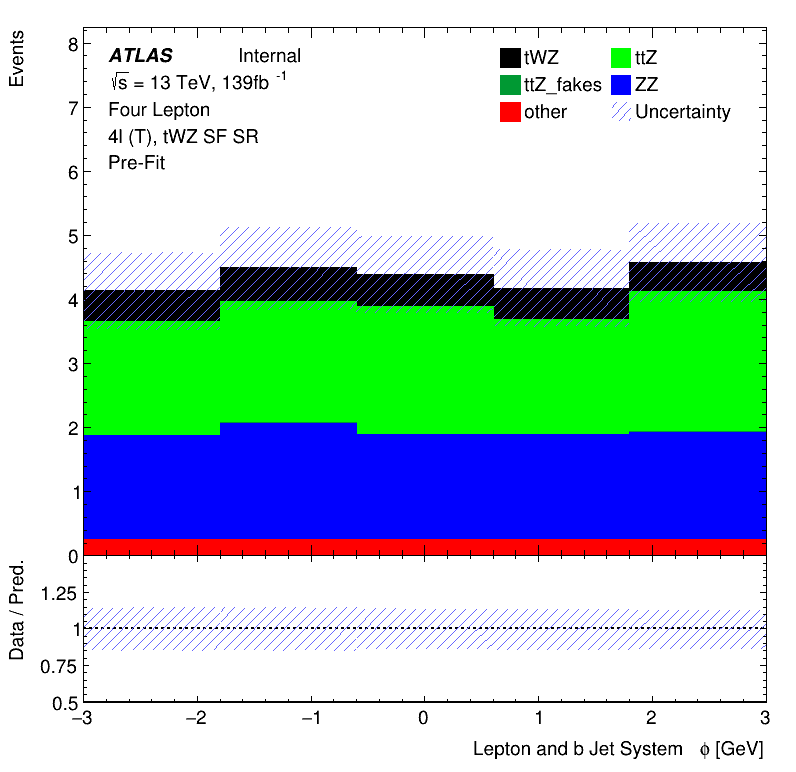 Events
8
7
6
5
4
3
2
1
0
ATLAS Internal
√s = 13 TeV, 139fb -1
Four Lepton
4l (T), tWZ SF SR
Pre-Fit
tWZ ttZ
ttZ_fakes ZZ
other Uncertainty
Data / Pred.
1.25
1
0.75
0.5
−3 −2 −1 0 1 2 3
Lepton and b Jet System ϕ [GeV]